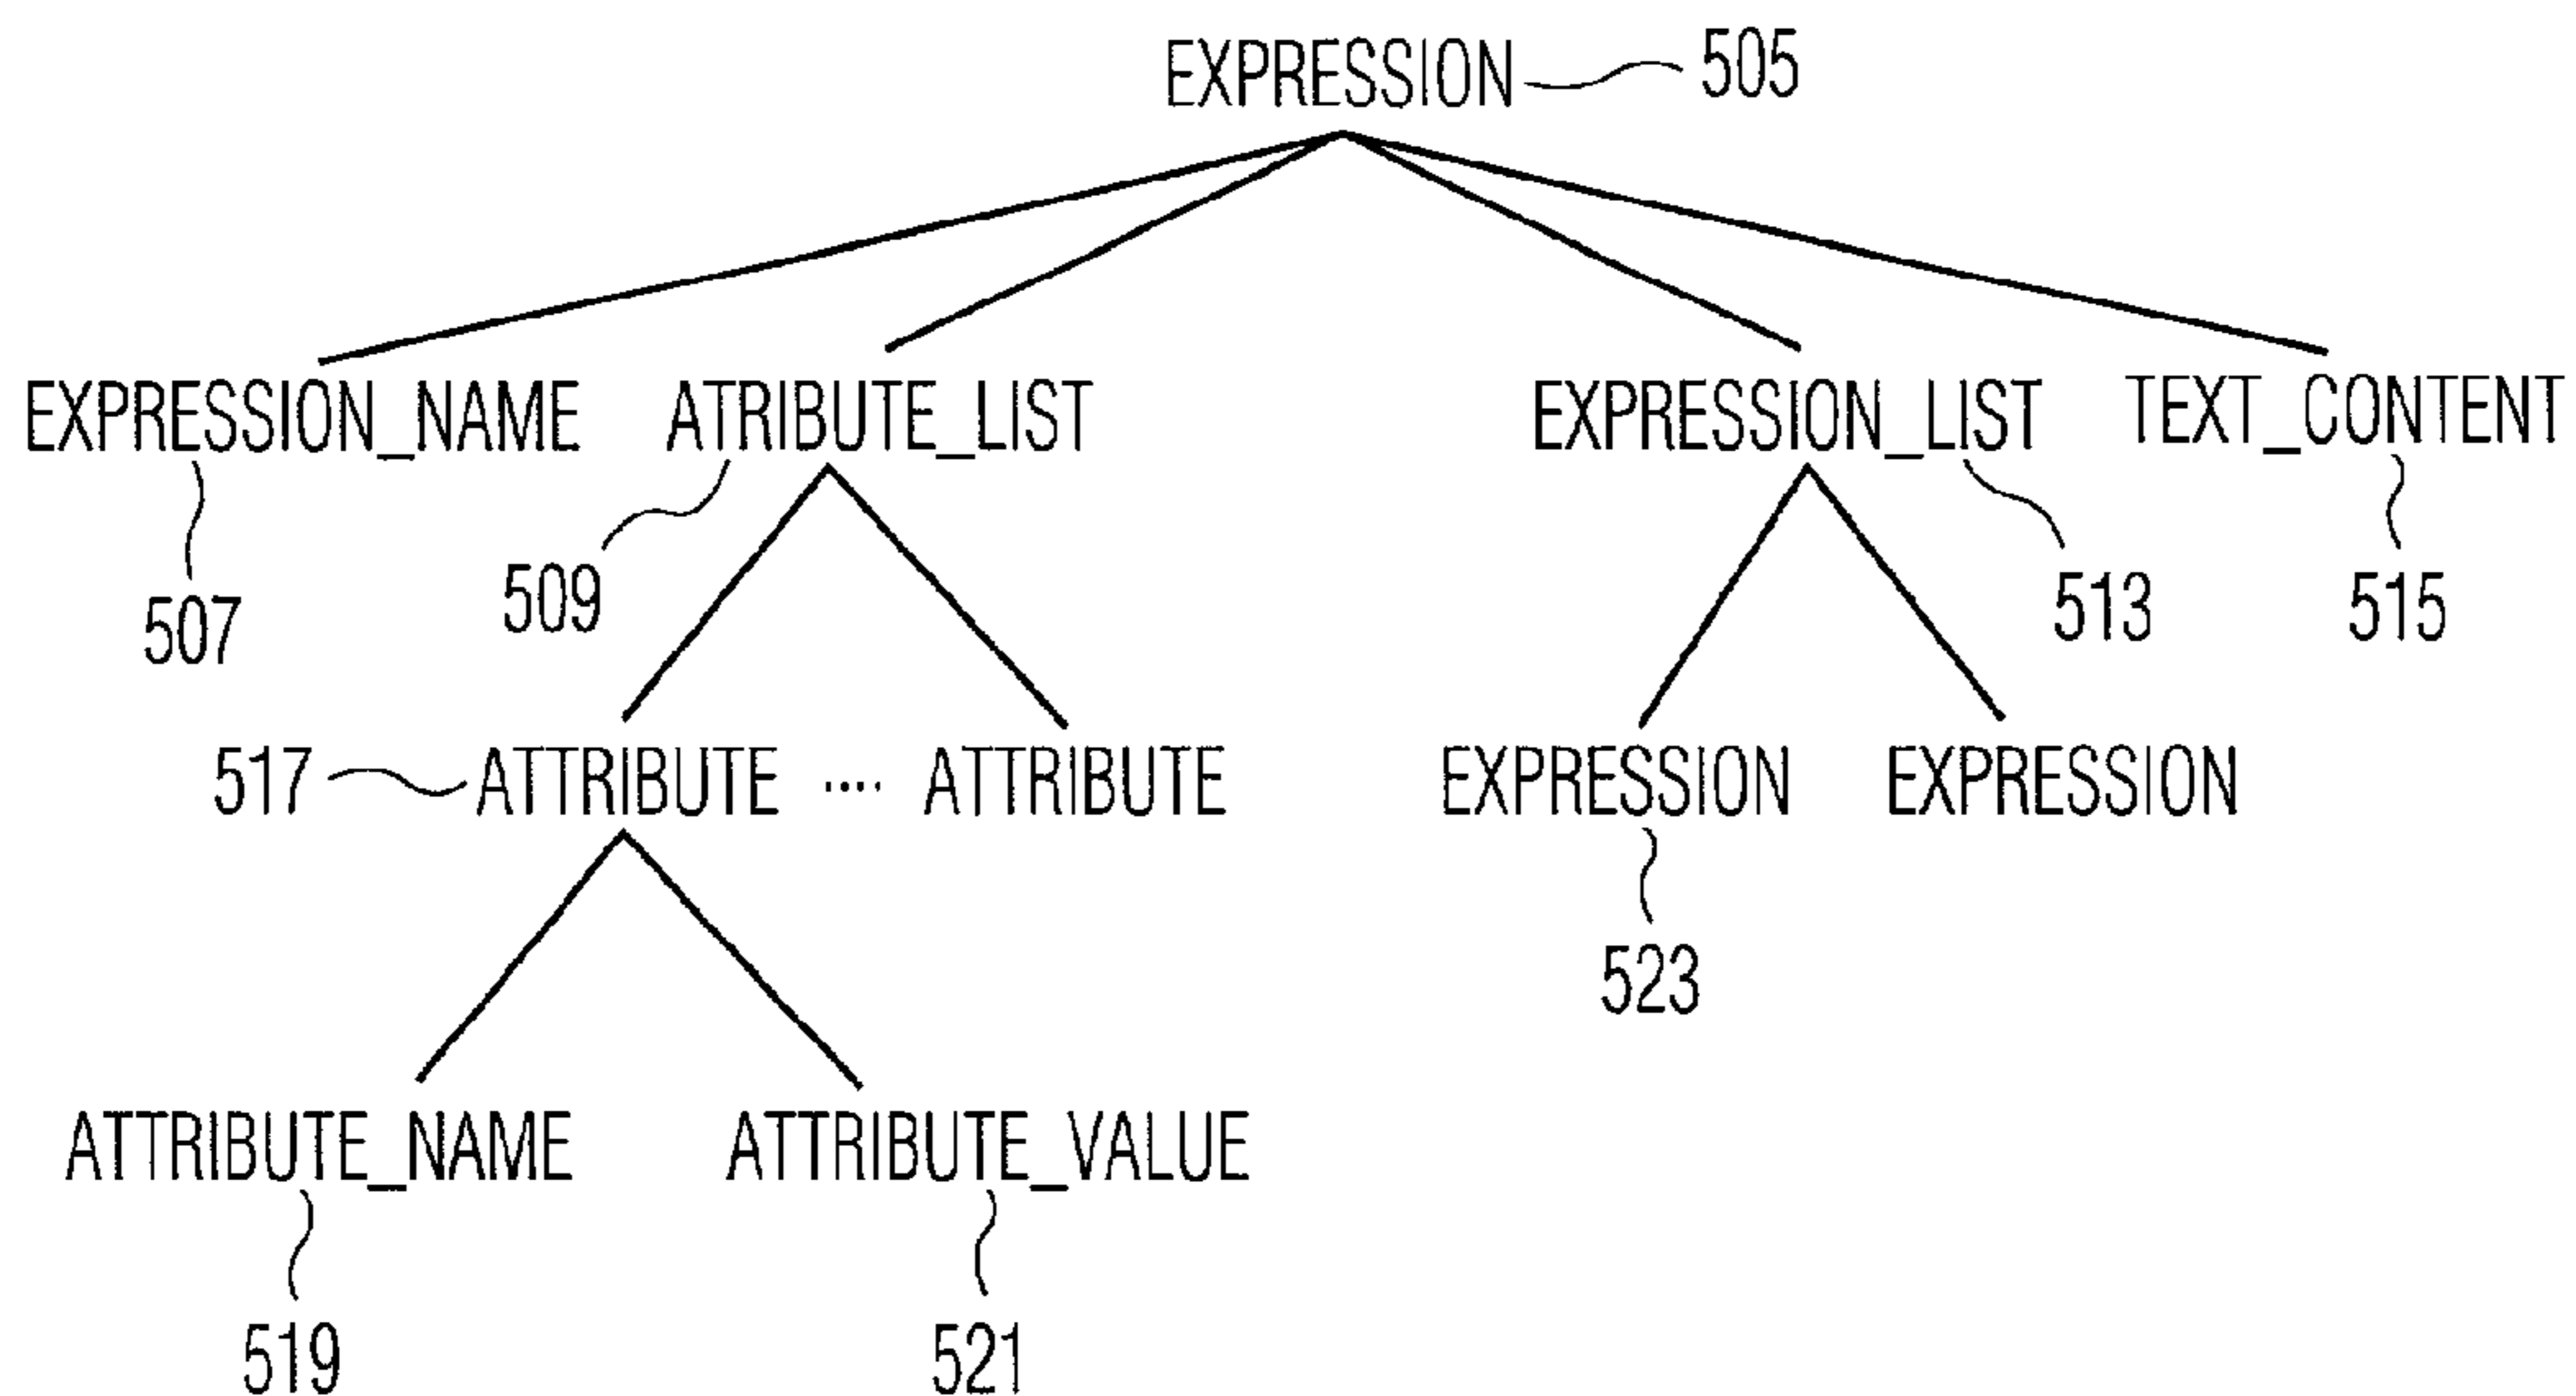 EXPRESSION 505
EXPRESSION_NAME ATRIBUTE_LIST EXPRESSION_LIST TEXT_CONTENT
507 509 513 515
517 ATTRIBUTE .... ATTRIBUTE EXPRESSION EXPRESSION
523
ATTRIBUTE_NAME ATTRIBUTE_VALUE
519 521